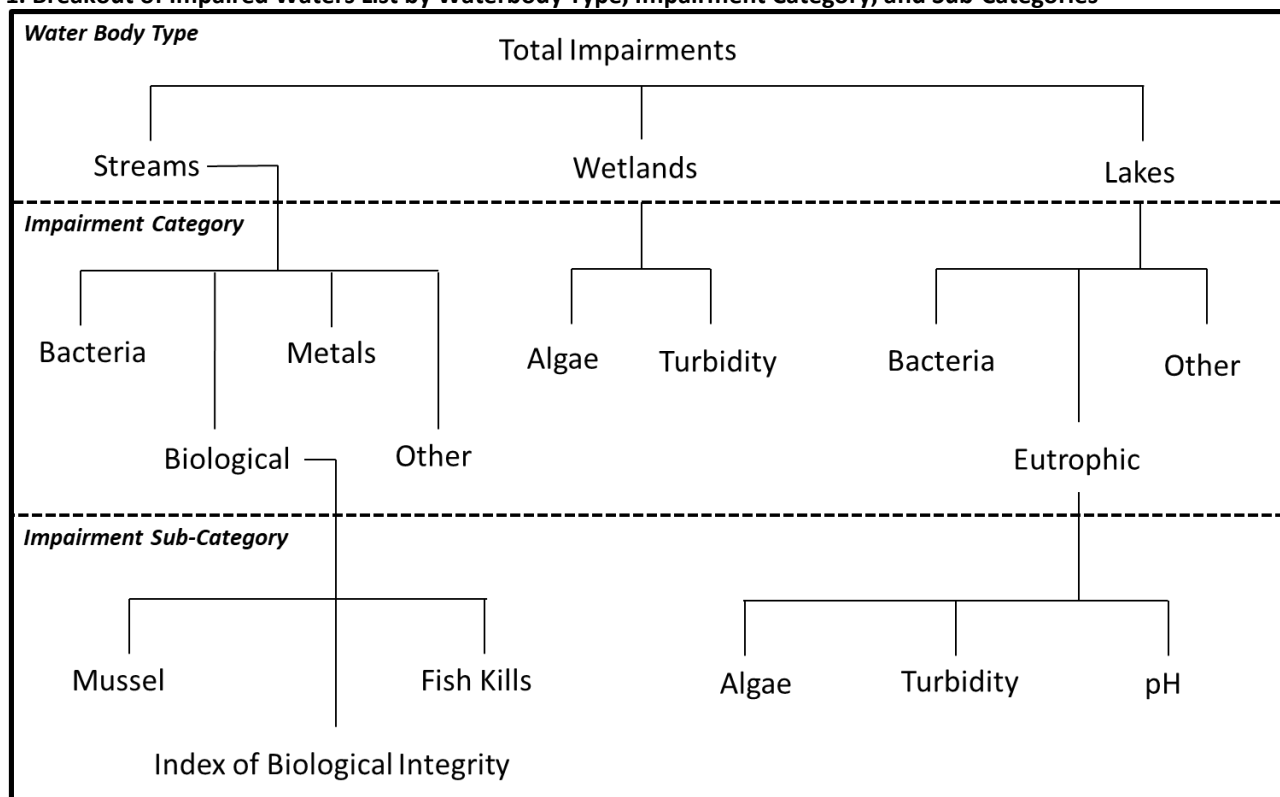 1. Breakout of Impaired Waters List by Waterbody Type, Impairment Category, and Sub-Categories
Water Body Type
Total Impairments
Streams
Wetlands
Lakes
Impairment Category
Bacteria
Metals
Algae
Turbidity
Bacteria
Other
Biological
Other
Eutrophic
Impairment Sub-Category
Mussel
Fish Kills
Algae
Turbidity
pH
Index of Biological Integrity